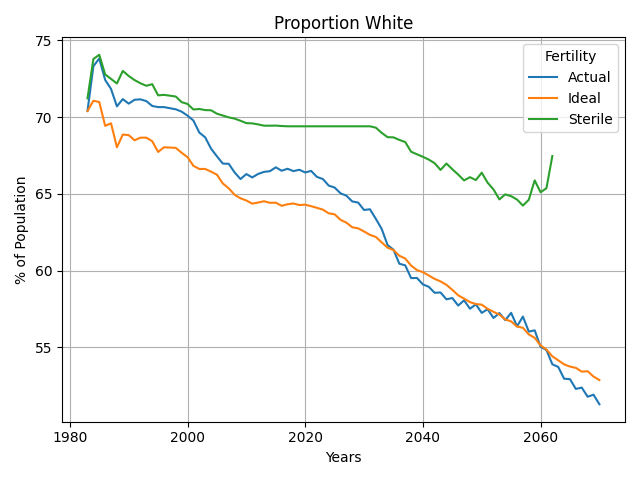 Proportion White
75
70
65
60
55
% of Population
1980
2000
2020
2040
2060
Years
Fertility
Actual
Ideal
Sterile